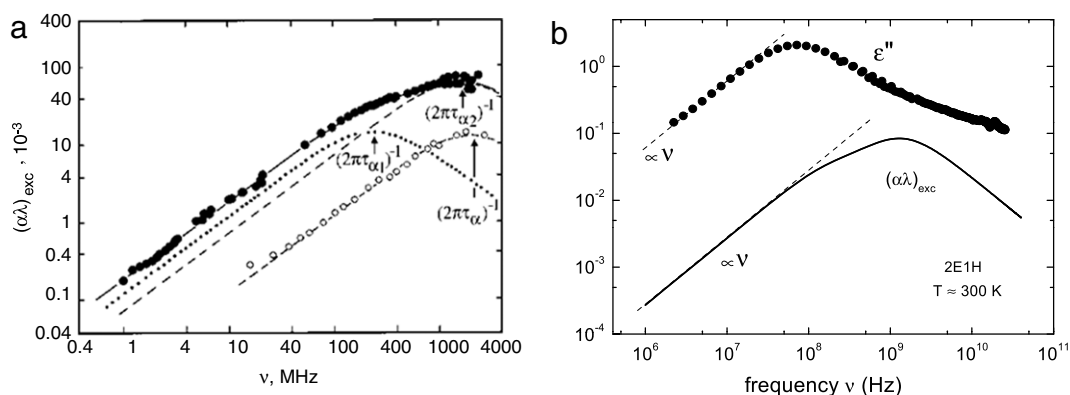 a
400
100
40
10
4
1
0.4
0.1
0.04
(αλ)exc , 10-3
(2πτα2)-1
(2πτα1)-1
(2πτα)-1
0.4 1 4 10 40 100 400 1000 4000
ν, MHz
b
100
10-1
10-2
10-3
10-4
ε"
∝ν
(αλ)exc
∝ν
2E1H
T ≈ 300 K
106 107 108 109 1010 1011
frequency ν (Hz)